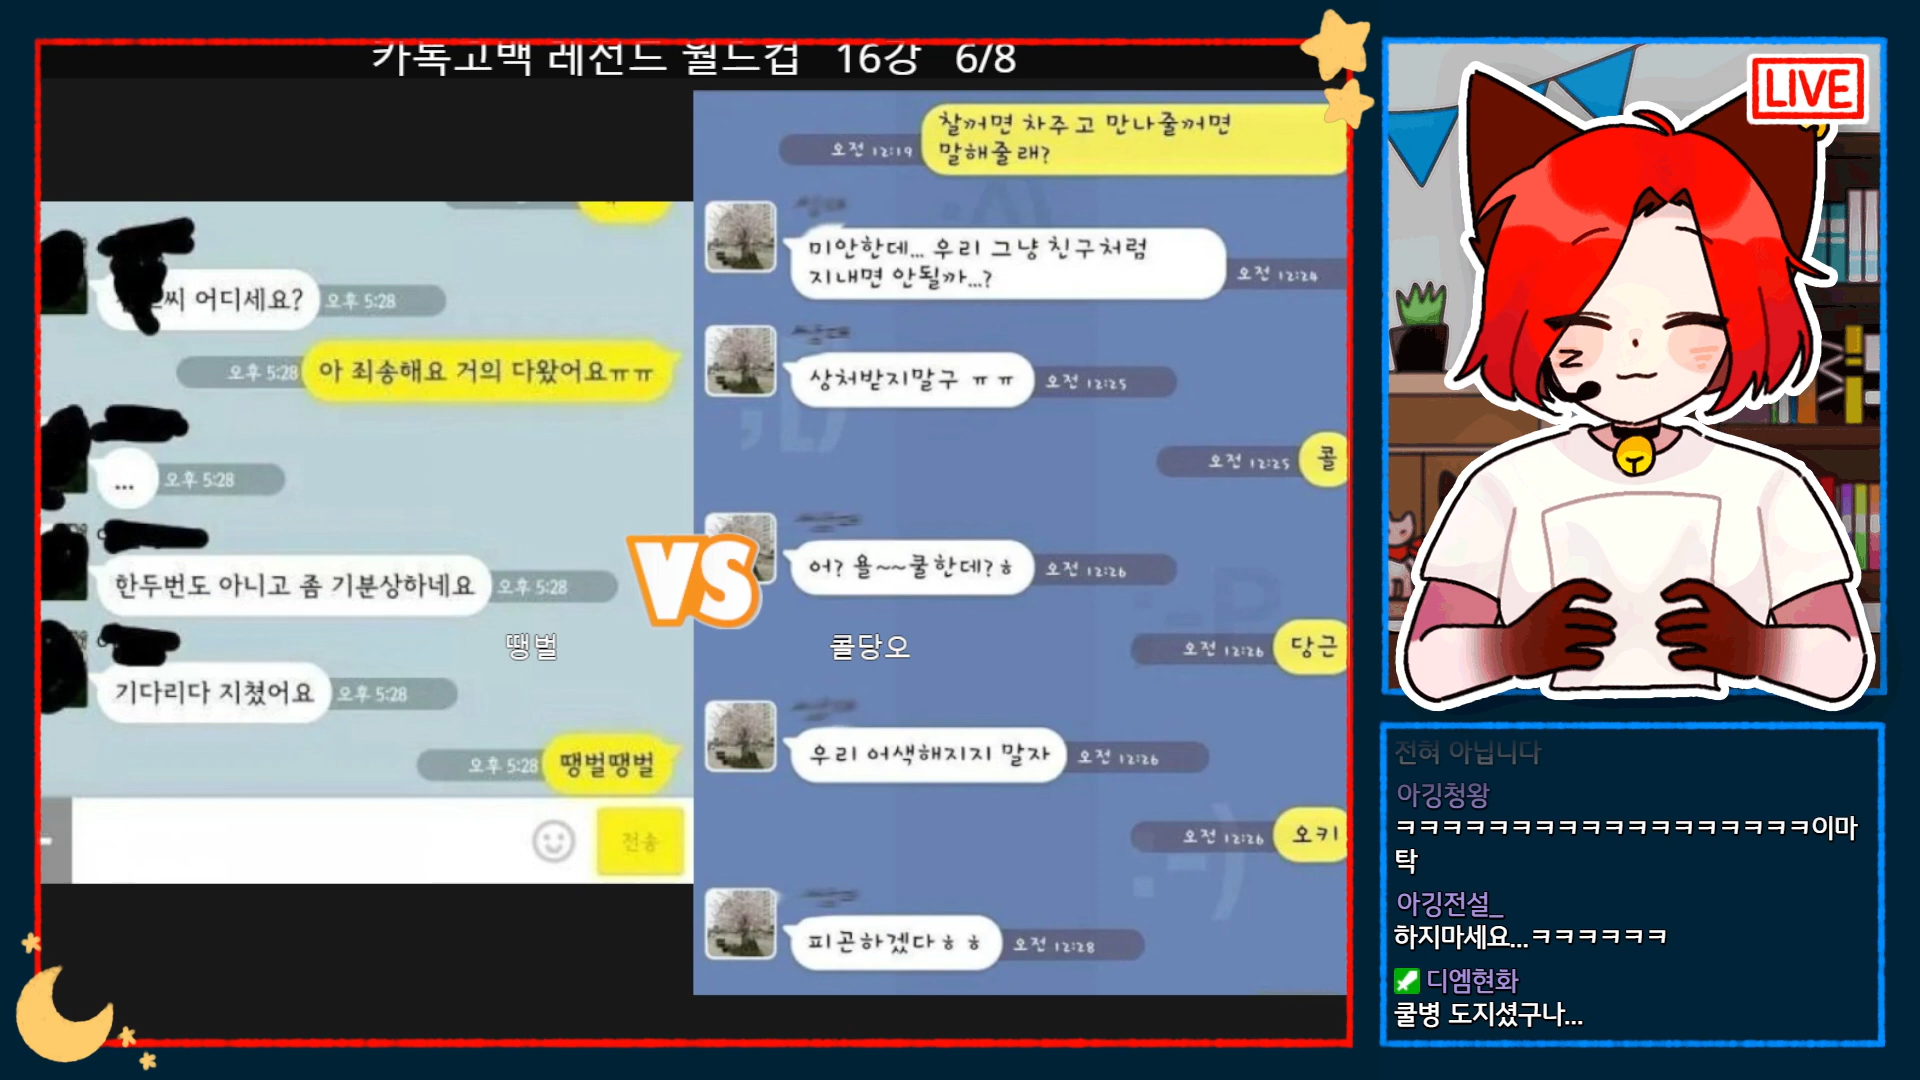 카톡고백 레전드 월드컵 16강 6/8
씨 어디세요?
오후 5:28
오후 5:28
아 죄송해요 거의 다왔어요ㅠㅠ
...
오후 5:28
한두번도 아니고 좀 기분상하네요
오후 5:28
기다리다 지쳤어요
오후 5:28
오후 5:28
땡벌땡벌
전송
땡벌
VS
콜당오
오전 12:19
찰꺼면 차주고 만나줄꺼면
말해줄래?
미안한데... 우리 그냥 친구처럼
지내면 안될까...?
오전 12:24
상처받지말구 ㅠㅠ
오전 12:25
오전 12:25
콜
어? 욜~~쿨한데?ㅎ
오전 12:26
오전 12:26
당근
우리 어색해지지 말자
오전 12:26
오전 12:26
오키
피곤하겠다ㅎㅎ
오전 12:28
LIVE
전혀 아닙니다
아깅청왕
ㅋㅋㅋㅋㅋㅋㅋㅋㅋㅋㅋㅋㅋㅋㅋㅋㅋㅋ이마
탁
아깅전설_
하지마세요...ㅋㅋㅋㅋㅋㅋ
디엠현화
쿨병 도지셨구나...